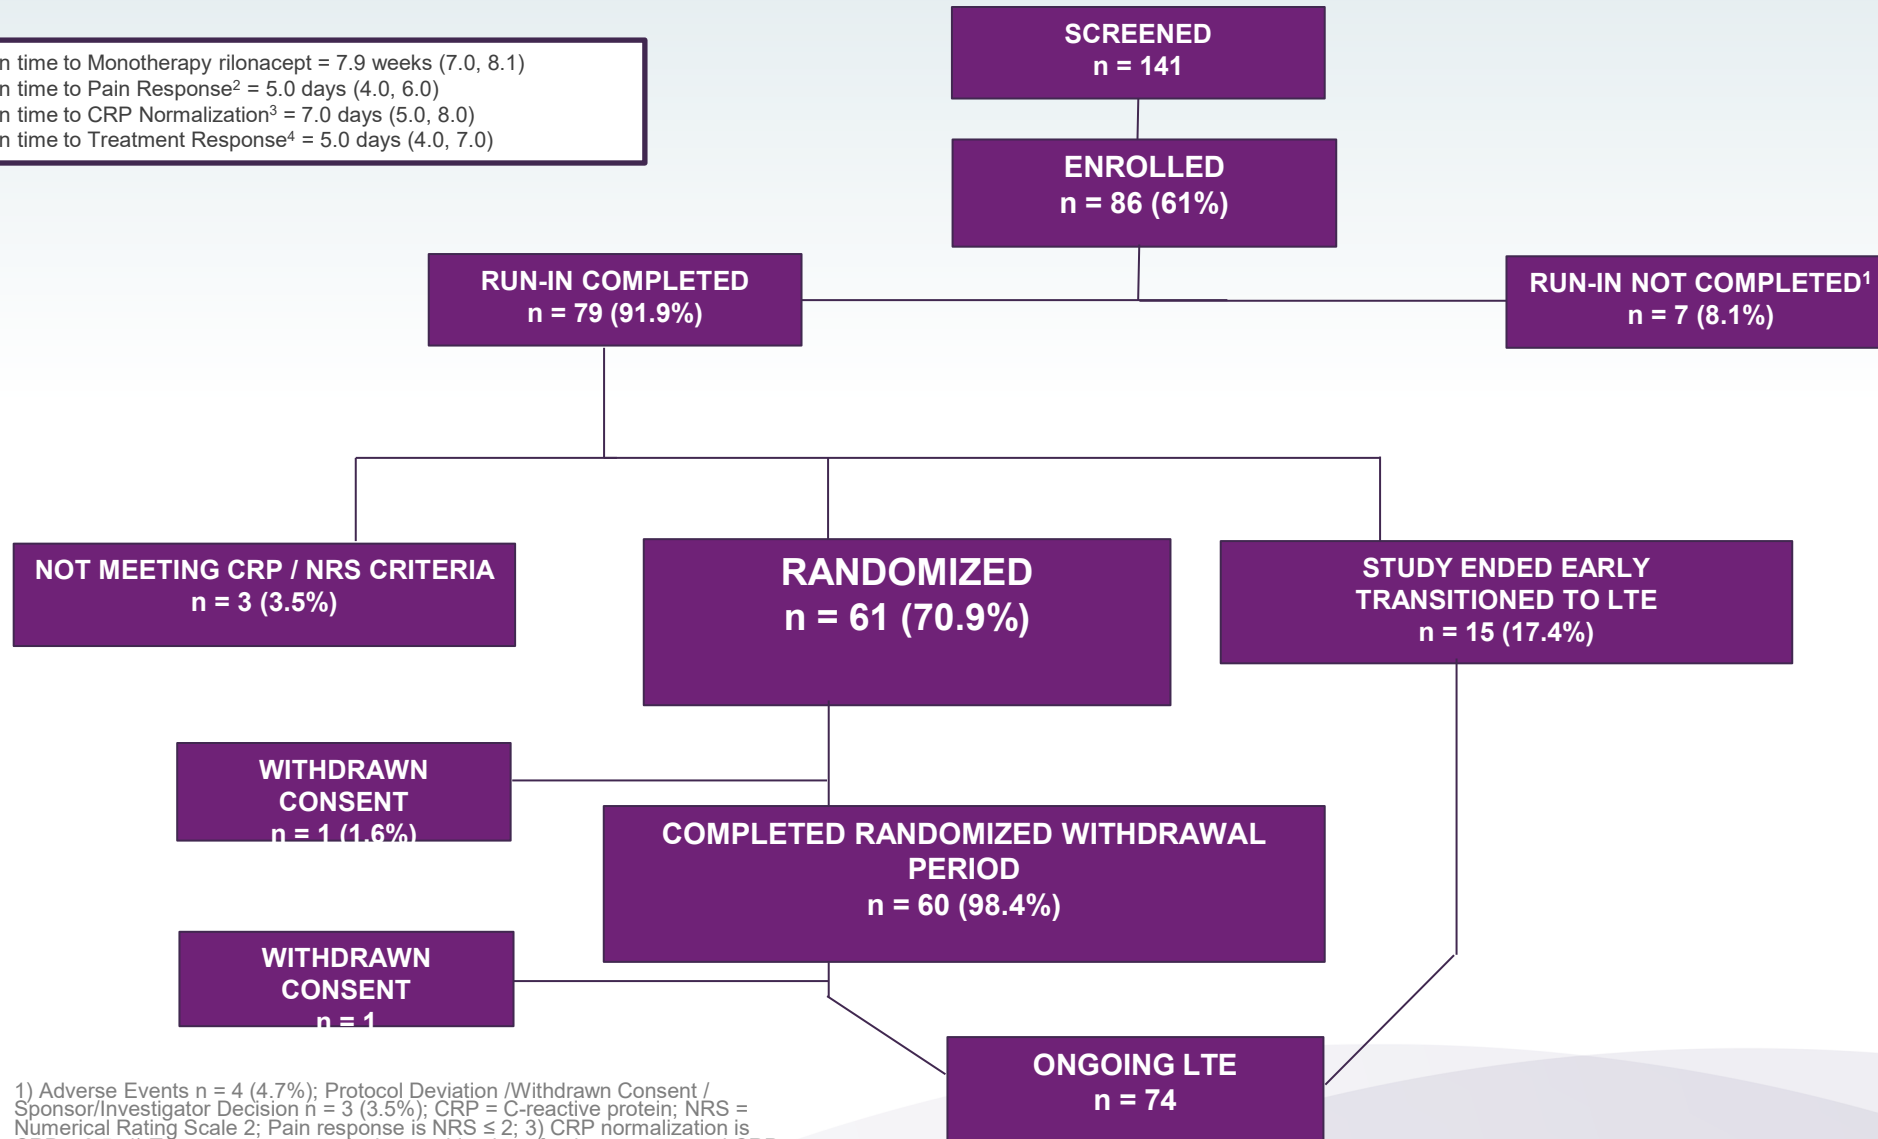 time to Monotherapy rilonacept = 7.9 weeks (7.0, 8.1)
time to Pain Response² = 5.0 days (4.0, 6.0)
time to CRP Normalization³ = 7.0 days (5.0, 8.0)
time to Treatment Response⁴ = 5.0 days (4.0, 7.0)
SCREENED
n = 141
ENROLLED
n = 86 (61%)
RUN-IN COMPLETED
n = 79 (91.9%)
RUN-IN NOT COMPLETED¹
n = 7 (8.1%)
NOT MEETING CRP / NRS CRITERIA
n = 3 (3.5%)
RANDOMIZED
n = 61 (70.9%)
STUDY ENDED EARLY
TRANSITIONED TO LTE
n = 15 (17.4%)
WITHDRAWN
CONSENT
n = 1 (1.6%)
COMPLETED RANDOMIZED WITHDRAWAL
PERIOD
n = 60 (98.4%)
WITHDRAWN
CONSENT
n = 1
ONGOING LTE
n = 74
1) Adverse Events n = 4 (4.7%); Protocol Deviation /Withdrawn Consent /
Sponsor/Investigator Decision n = 3 (3.5%); CRP = C-reactive protein; NRS =
Numerical Rating Scale 2; Pain response is NRS ≤ 2; 3) CRP normalization is